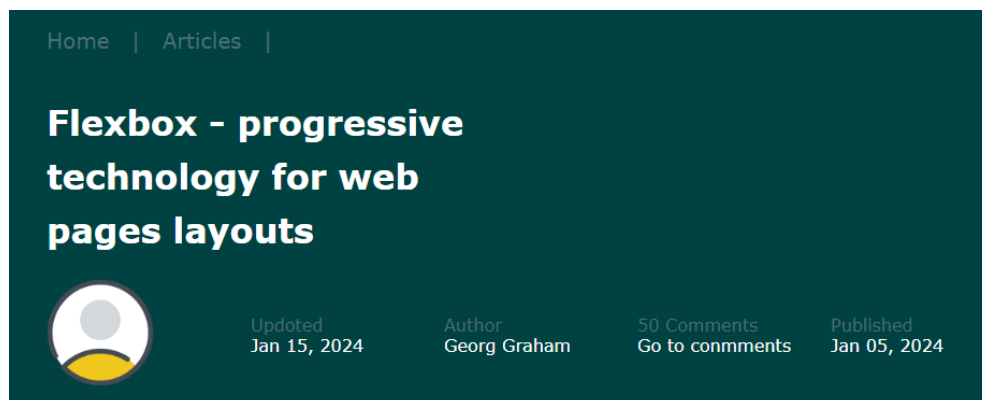 Home | Articles |
Flexbox - progressive
technology for web
pages layouts
Updoted Author 50 Comments Published
Jan 15, 2024 Georg Graham Go to conmments Jan 05, 2024